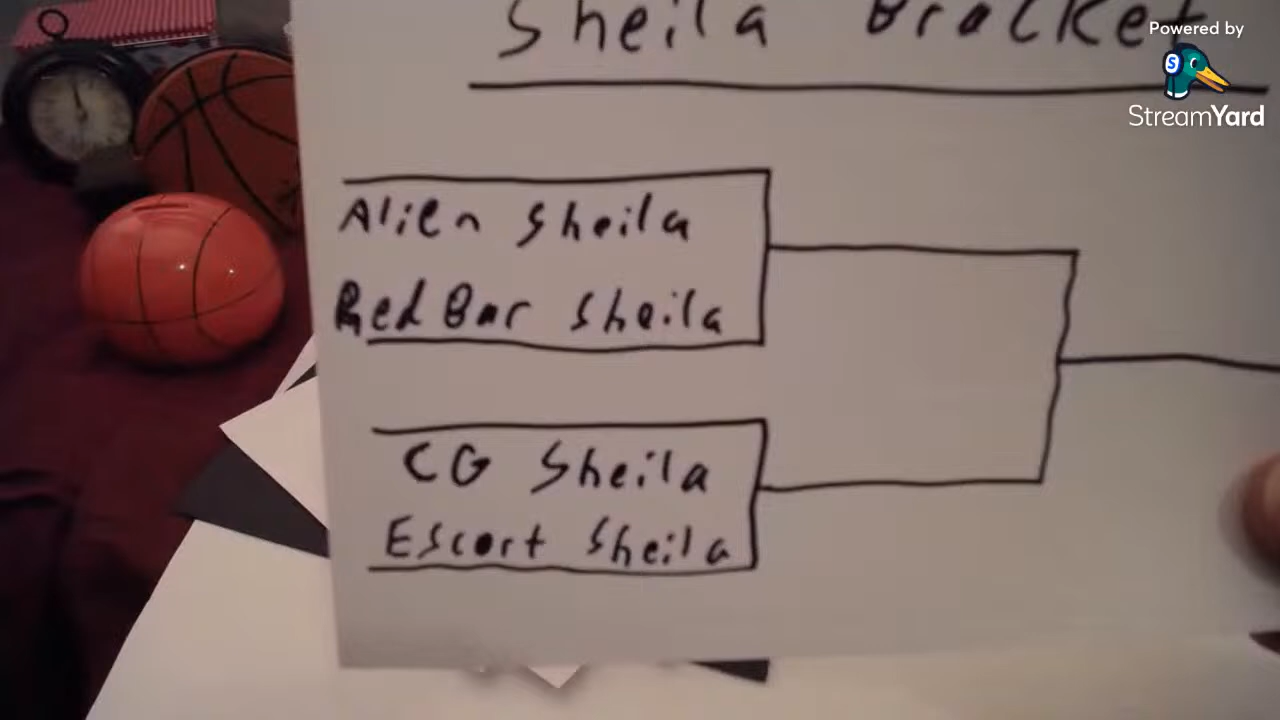 Sheila Bracket
Powered by
StreamYard
Alien Sheila
Red Bar Sheila
CG Sheila
Escort Sheila